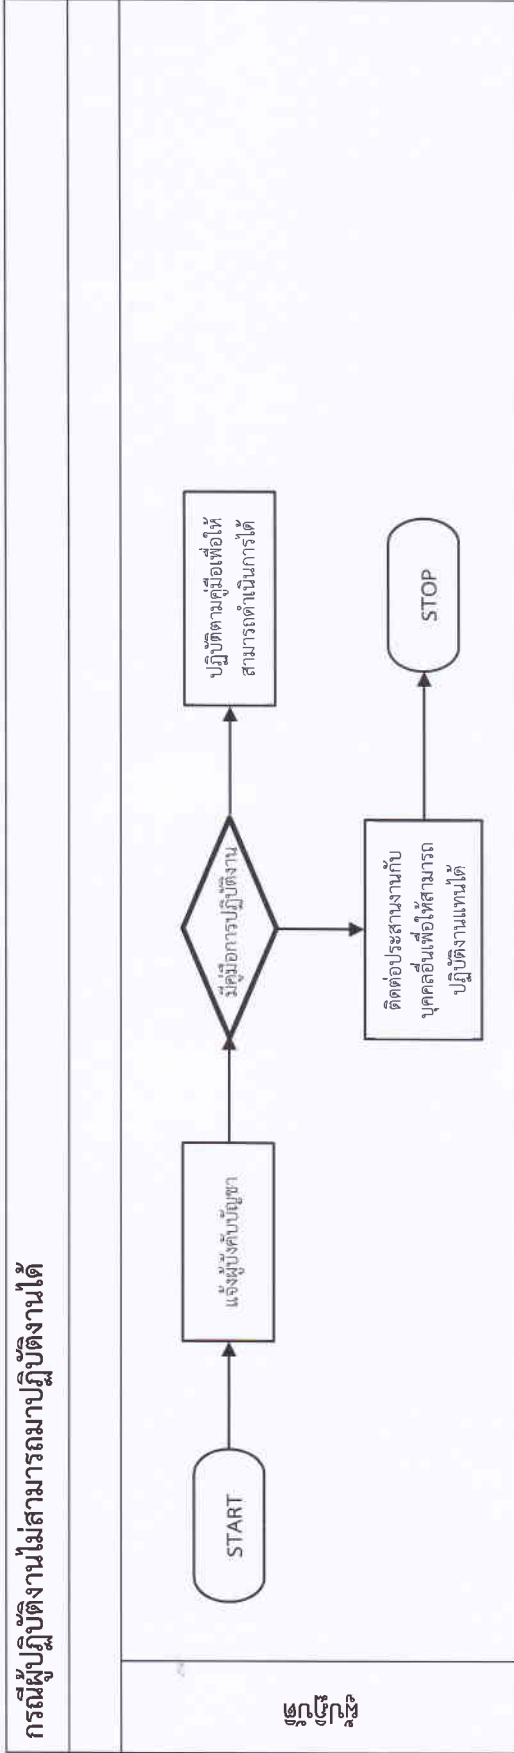 กรณีผู้ปฏิบัติงานไม่สามารถมาปฏิบัติงานได้
ผู้ปฏิบัติ
START
แจ้งผู้บังคับบัญชา
มีคู่มือการปฏิบัติงาน
ปฏิบัติตามคู่มือเพื่อให้
สามารถดำเนินการได้
ติดต่อประสานงานกับ
บุคคลอื่นเพื่อให้สามารถ
ปฏิบัติงานแทนได้
STOP